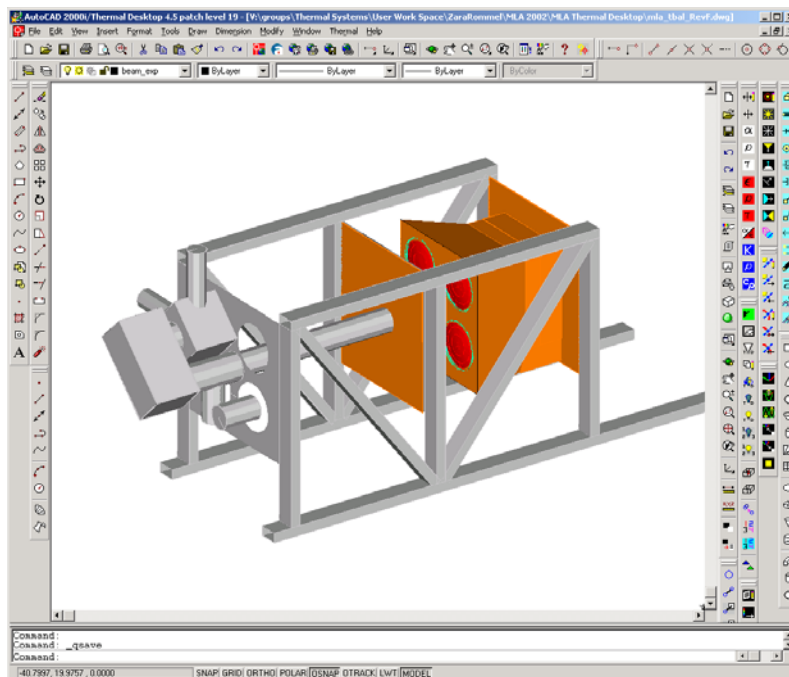 AutoCAD 2000i/Thermal Desktop 4.5 patch level 19 - [V:\groups\Thermal Systems\User Work Space\ZaraRommel\MLA 2002\MLA Thermal Desktop\mla_tbal_RevF.dwg]
File Edit View Insert Format Tools Draw Dimension Modify Window Thermal Help
beam_exp ByLayer ByLayer ByLayer ByColor
Command:
Command: _qsave
Command:
-40.7997, 19.9757 , 0.0000 SNAP GRID ORTHO POLAR OSNAP OTRACK LWT MODEL